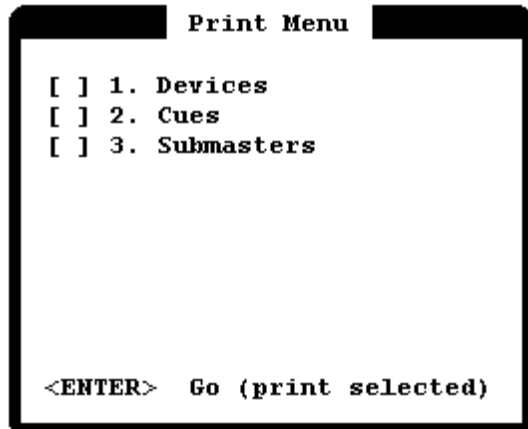 Print Menu
[ ] 1. Devices
[ ] 2. Cues
[ ] 3. Submasters
<ENTER> Go (print selected)